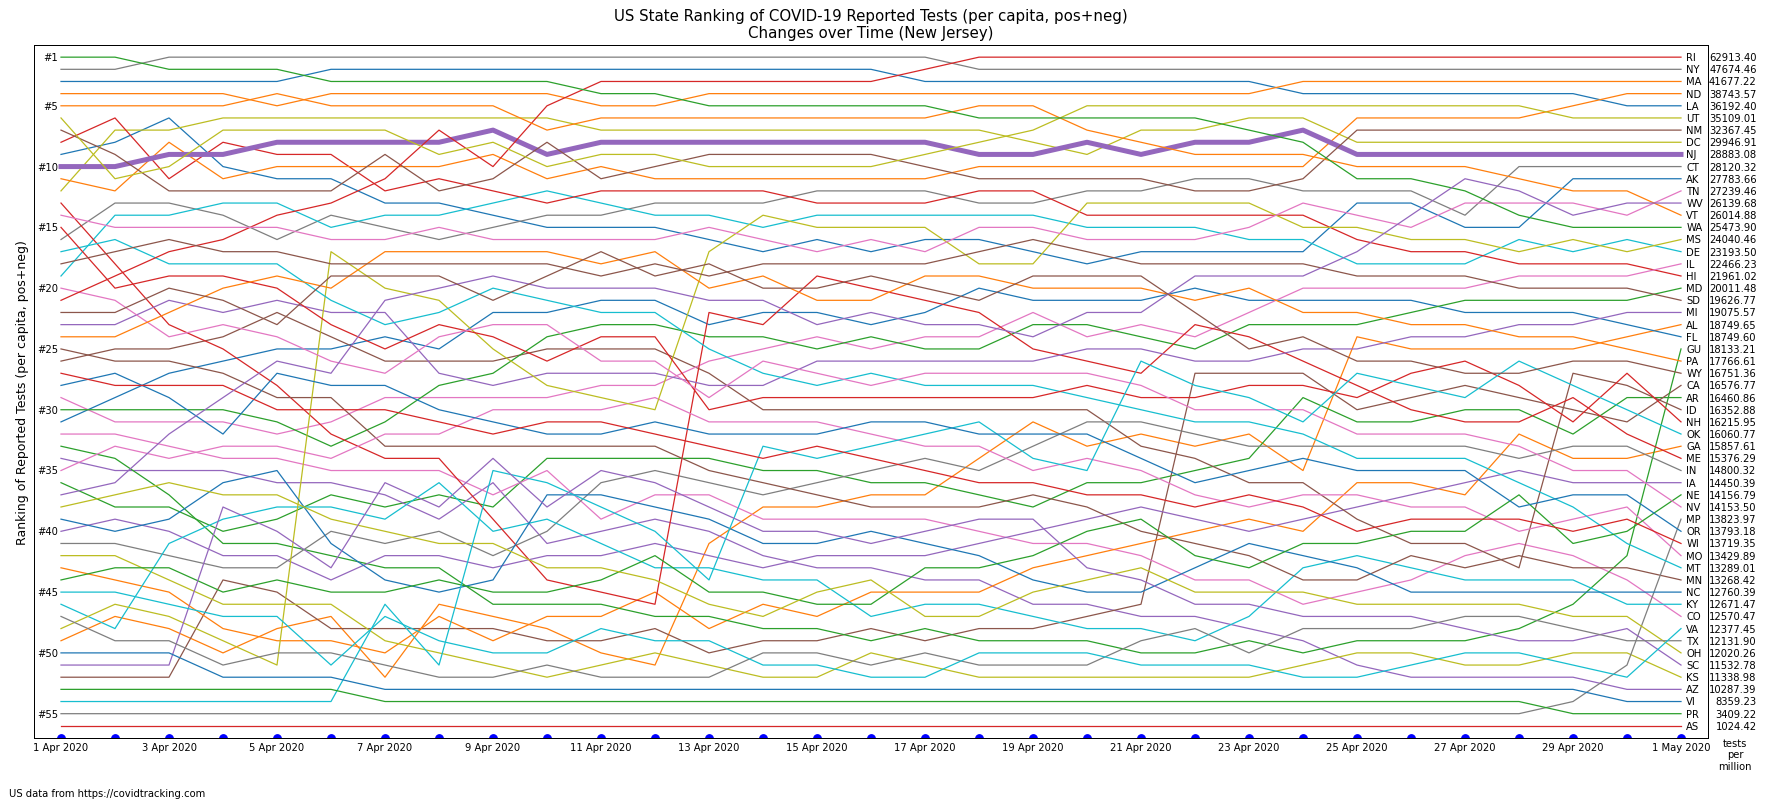 US State Ranking of COVID-19 Reported Tests (per capita, pos+neg)
Changes over Time (New Jersey)
Ranking of Reported Tests (per capita, pos+neg)
#1
#5
#10
#15
#20
#25
#30
#35
#40
#45
#50
#55
RI 62913.40
NY 47674.46
MA 41677.22
ND 38743.57
LA 36192.40
UT 35109.01
NM 32367.45
DC 29946.91
NJ 28883.08
CT 28120.32
AK 27783.66
TN 27239.46
WV 26139.68
VT 26014.88
WA 25473.90
MS 24040.46
DE 23193.50
IL 22466.23
HI 21961.02
MD 20011.48
SD 19626.77
MI 19075.57
AL 18749.65
FL 18749.60
GU 18133.21
PA 17766.61
WY 16751.36
CA 16576.77
AR 16460.86
ID 16352.88
NH 16215.95
OK 16060.77
GA 15857.61
ME 15376.29
IN 14800.32
IA 14450.39
NE 14156.79
NV 14153.50
MP 13823.97
OR 13793.18
WI 13719.35
MO 13429.89
MT 13289.01
MN 13268.42
NC 12760.39
KY 12671.47
CO 12570.47
VA 12377.45
TX 12131.90
OH 12020.26
SC 11532.78
KS 11338.98
AZ 10287.39
VI 8359.23
PR 3409.22
AS 1024.42
1 Apr 2020 3 Apr 2020 5 Apr 2020 7 Apr 2020 9 Apr 2020 11 Apr 2020 13 Apr 2020 15 Apr 2020 17 Apr 2020 19 Apr 2020 21 Apr 2020 23 Apr 2020 25 Apr 2020 27 Apr 2020 29 Apr 2020 1 May 2020
tests
per
million
US data from https://covidtracking.com